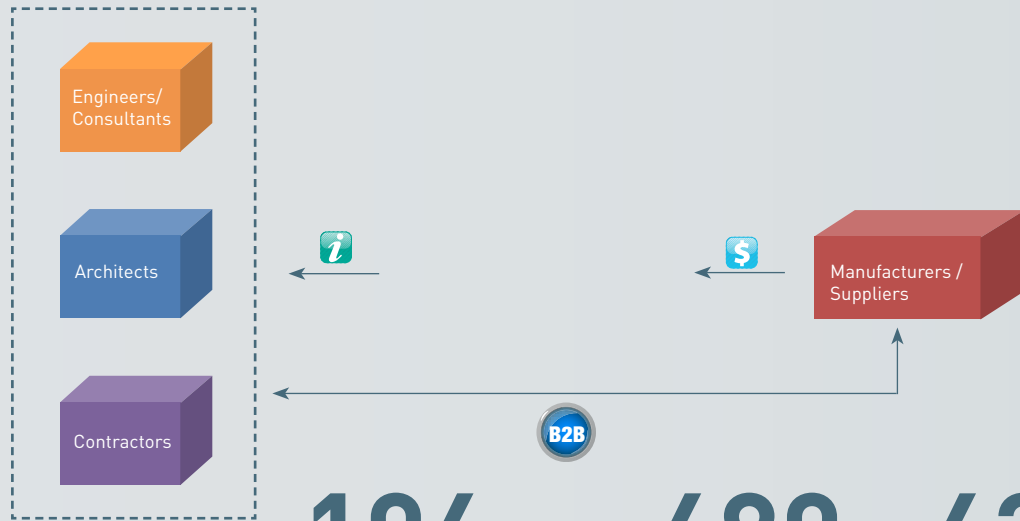 Engineers/
Consultants
i
$
Architects
Manufacturers /
Suppliers
B2B
Contractors